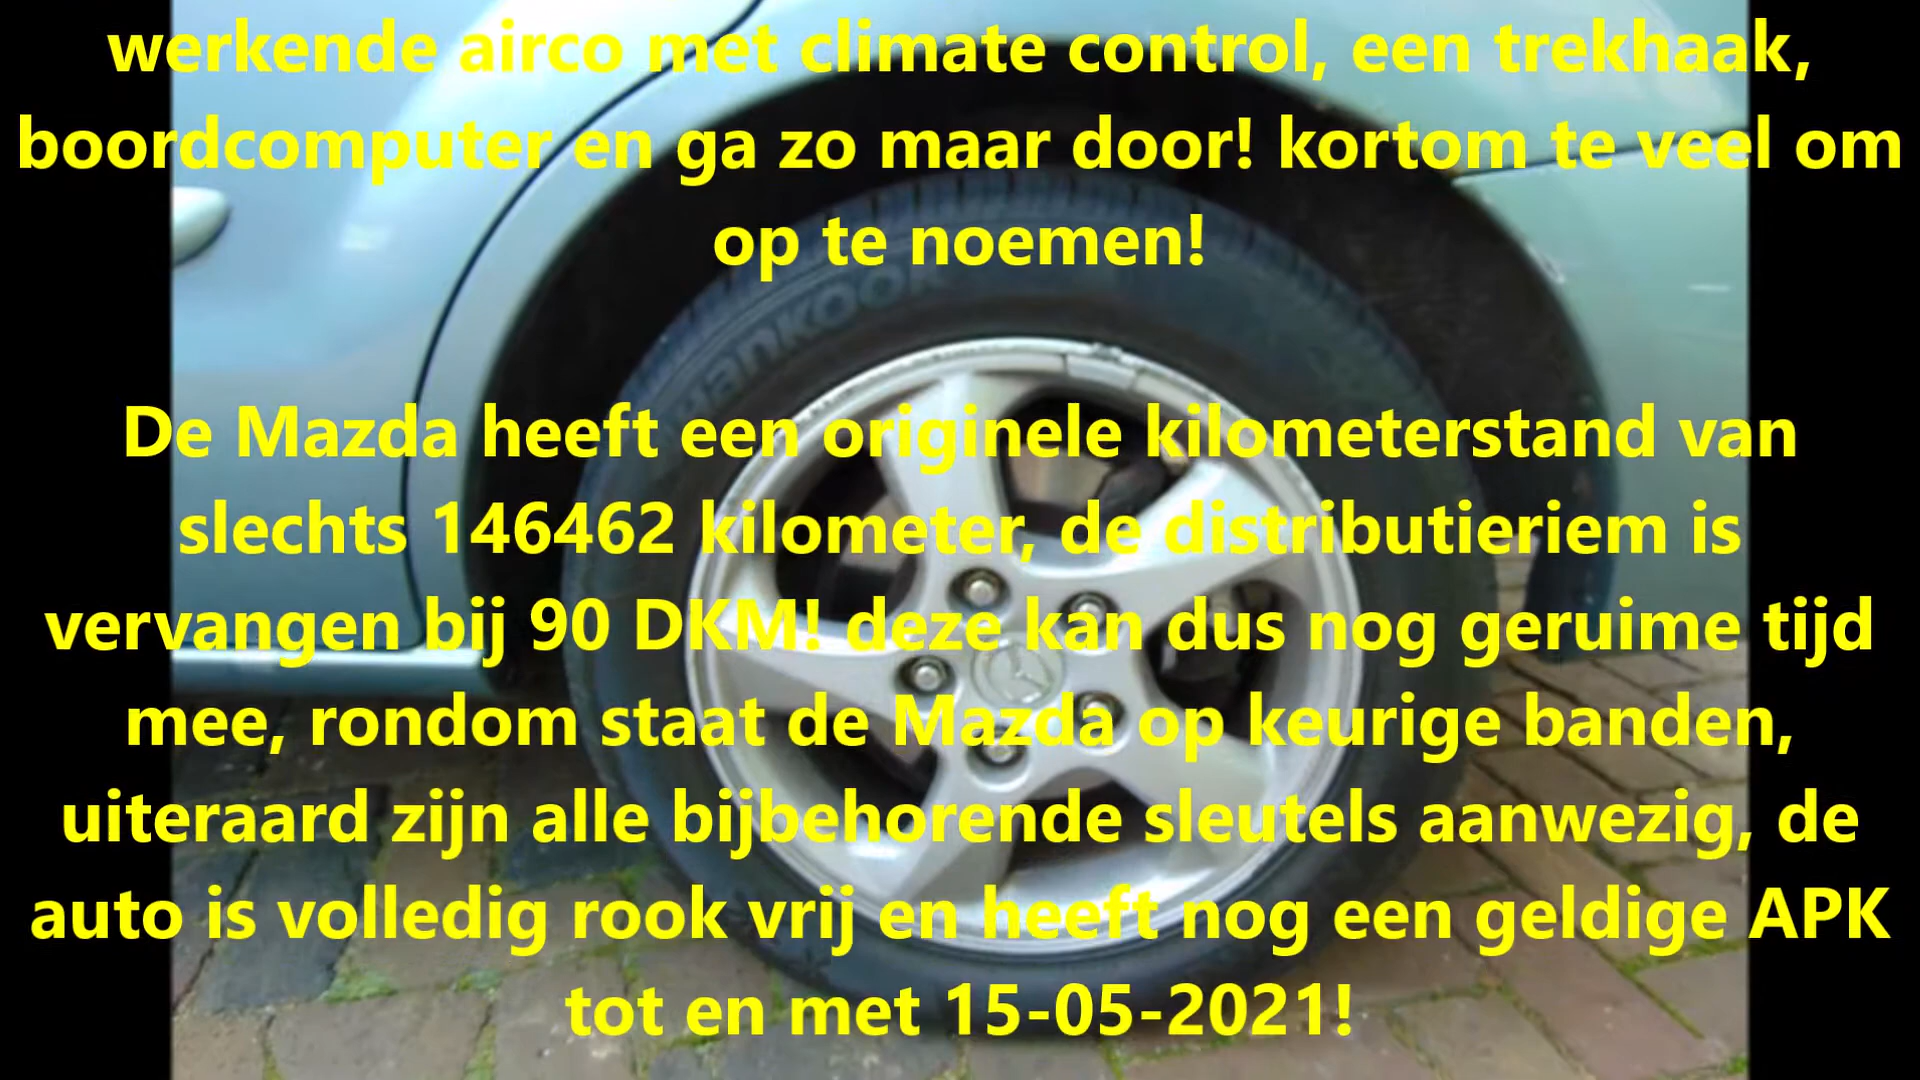 werkende airco met climate control, een trekhaak,
boordcomputer en ga zo maar door! kortom te veel om
op te noemen!
HANKOOK
De Mazda heeft een originele kilometerstand van
slechts 146462 kilometer, de distributieriem is
vervangen bij 90 DKM! deze kan dus nog geruime tijd
mee, rondom staat de Mazda op keurige banden,
uiteraard zijn alle bijbehorende sleutels aanwezig, de
auto is volledig rook vrij en heeft nog een geldige APK
tot en met 15-05-2021!